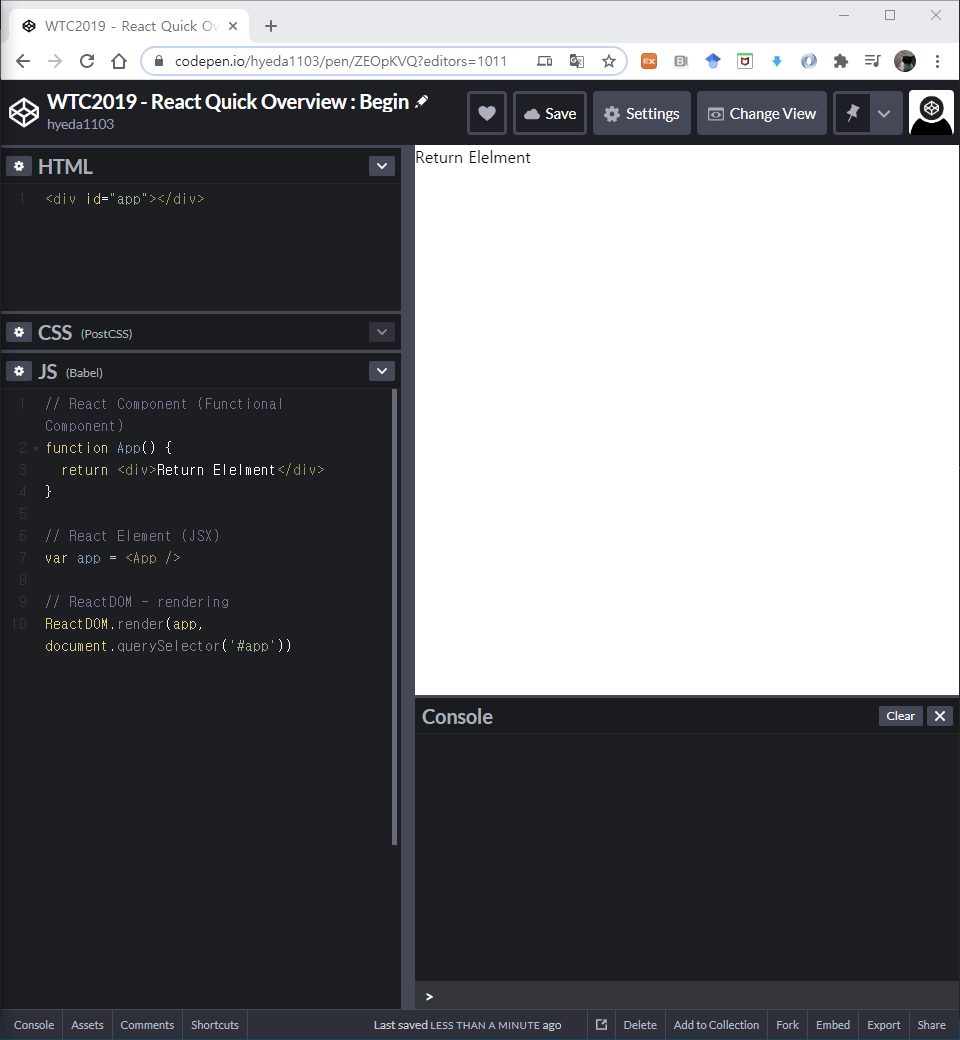 WTC2019 - React Quick Ov
codepen.io/hyeda1103/pen/ZEOpKVQ?editors=1011
WTC2019 - React Quick Overview : Begin
hyeda1103
Save
Settings
Change View
HTML
1 <div id="app"></div>
CSS (PostCSS)
JS (Babel)
1 // React Component (Functional
Component)
2 function App() {
3 return <div>Return Elelment</div>
4 }
5
6 // React Element (JSX)
7 var app = <App />
8
9 // ReactDOM - rendering
10 ReactDOM.render(app,
document.querySelector('#app'))
Return Elelment
Console
Clear
>
Console
Assets
Comments
Shortcuts
Last saved LESS THAN A MINUTE ago
Delete
Add to Collection
Fork
Embed
Export
Share